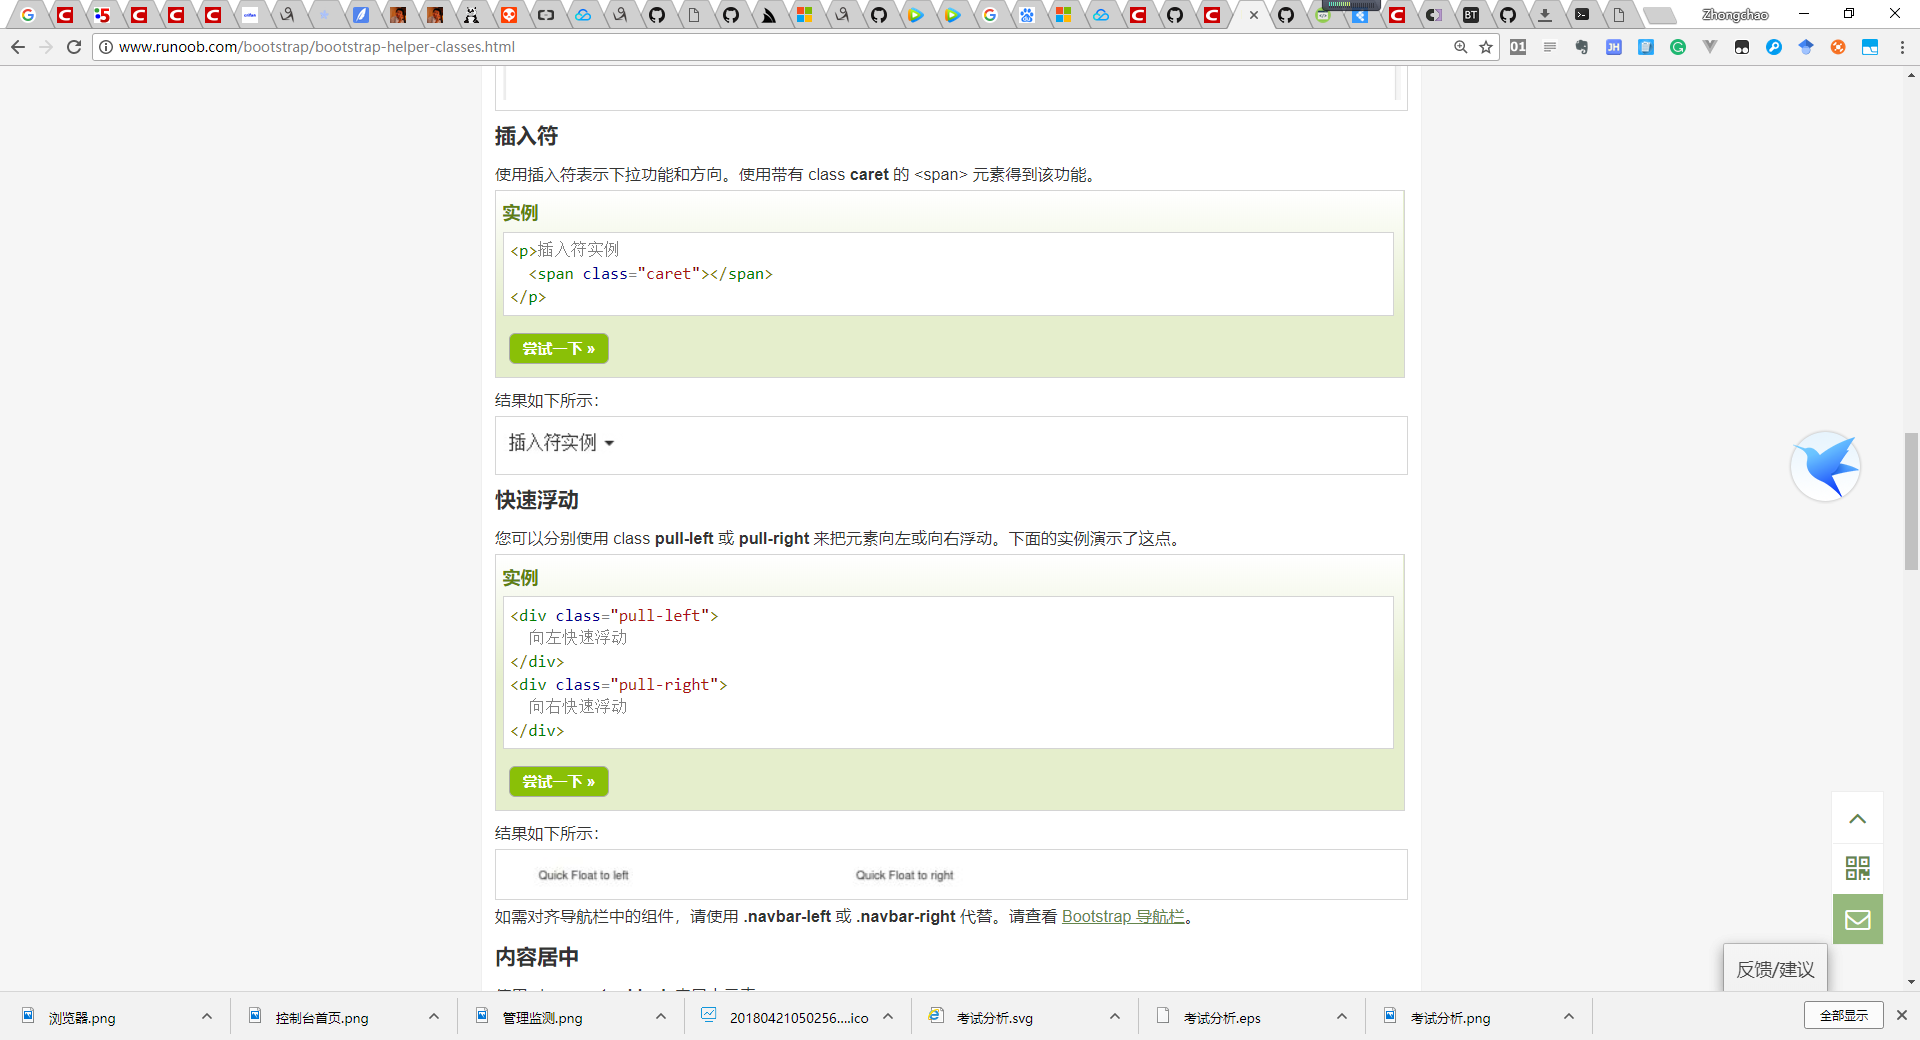 Zhongchao
www.runoob.com/bootstrap/bootstrap-helper-classes.html
插入符
使用插入符表示下拉功能和方向。使用带有 class caret 的 <span> 元素得到该功能。
实例
<p>插入符实例
<span class="caret"></span>
</p>
尝试一下 »
结果如下所示：
插入符实例
快速浮动
您可以分别使用 class pull-left 或 pull-right 来把元素向左或向右浮动。下面的实例演示了这点。
实例
<div class="pull-left">
向左快速浮动
</div>
<div class="pull-right">
向右快速浮动
</div>
尝试一下 »
结果如下所示：
Quick Float to left Quick Float to right
如需对齐导航栏中的组件，请使用 .navbar-left 或 .navbar-right 代替。请查看 Bootstrap 导航栏。
内容居中
反馈/建议
浏览器.png 控制台首页.png 管理监测.png 20180421050256....ico 考试分析.svg 考试分析.eps 考试分析.png 全部显示